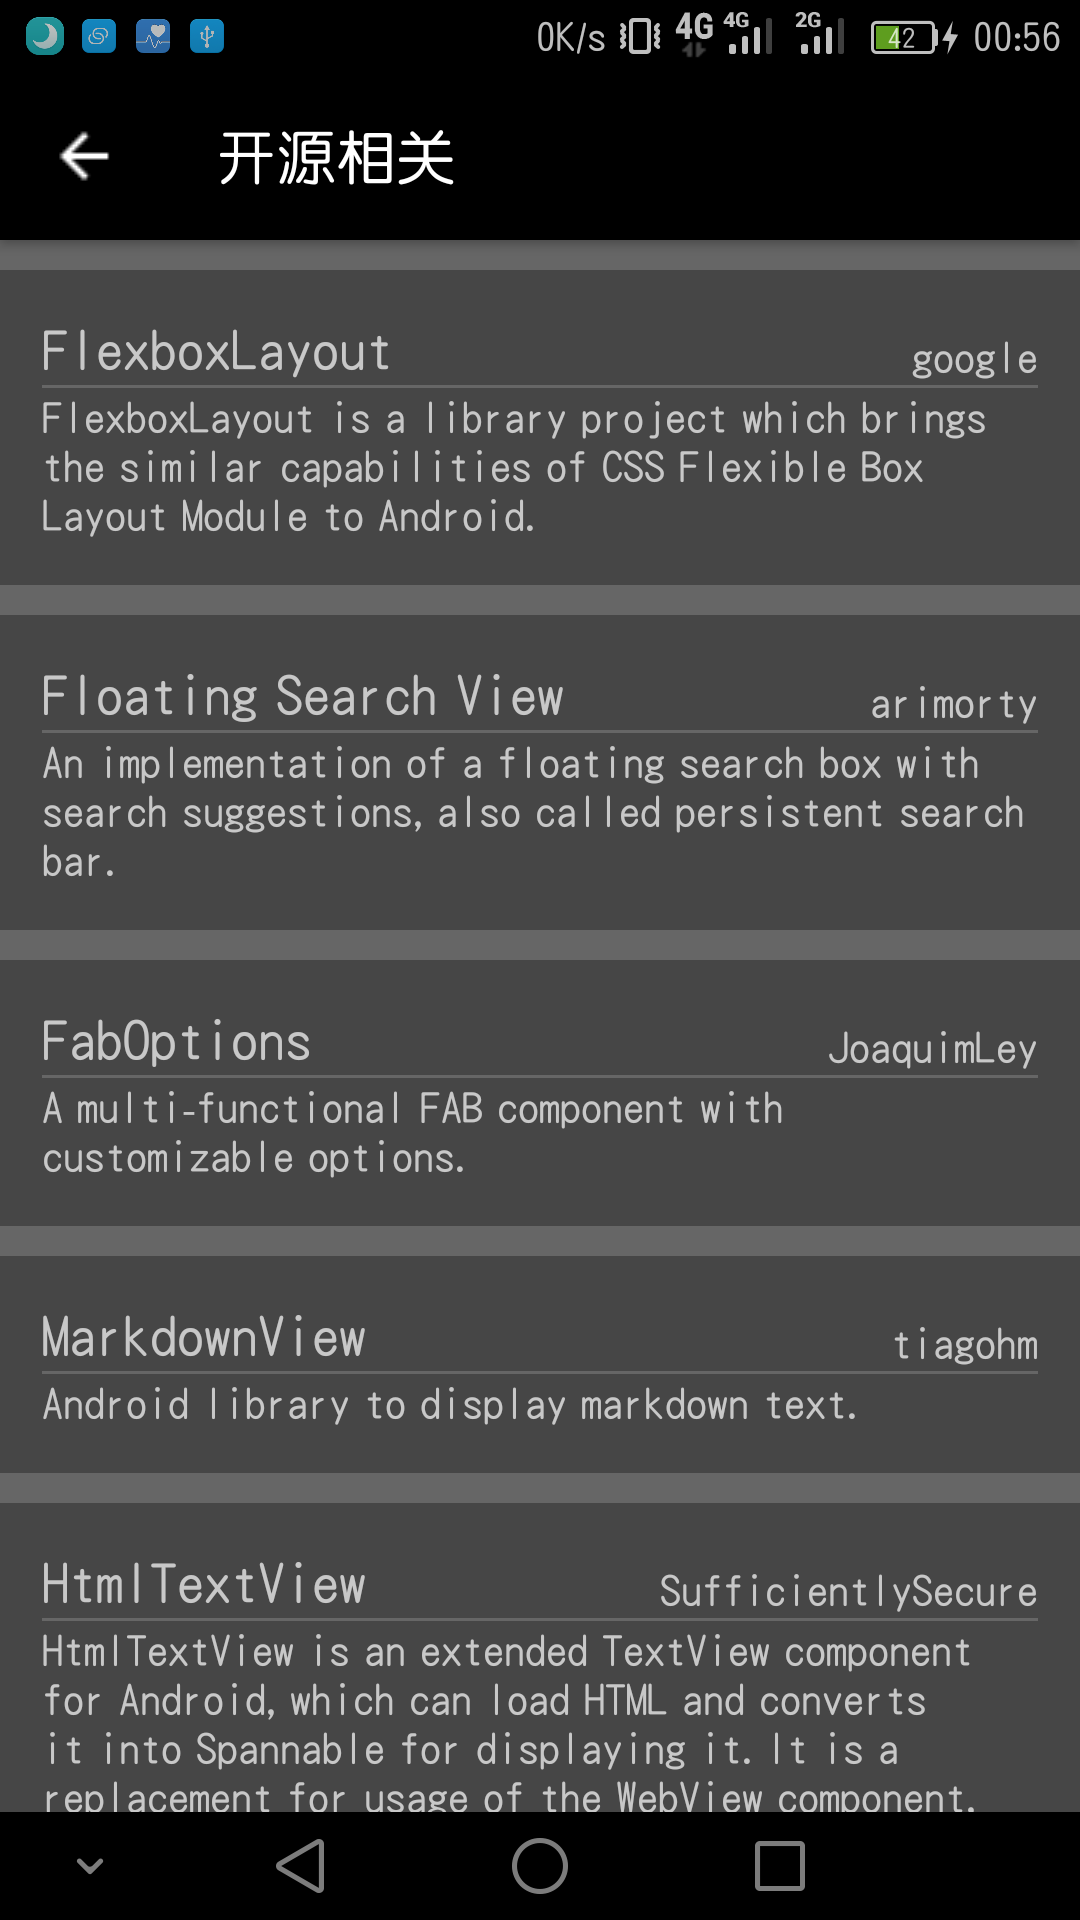 0K/s 4G 4G 2G 42 00:56
开源相关
FlexboxLayout google
FlexboxLayout is a library project which brings
the similar capabilities of CSS Flexible Box
Layout Module to Android.
Floating Search View arimorty
An implementation of a floating search box with
search suggestions, also called persistent search
bar.
FabOptions JoaquimLey
A multi-functional FAB component with
customizable options.
MarkdownView tiagohm
Android library to display markdown text.
HtmlTextView SufficientlySecure
HtmlTextView is an extended TextView component
for Android, which can load HTML and converts
it into Spannable for displaying it. It is a
replacement for usage of the WebView component.